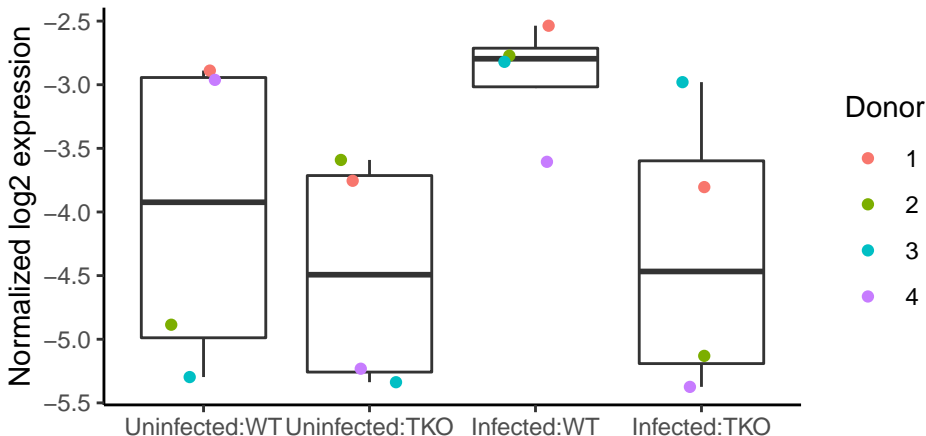 Normalized log2 expression
−2.5
−3.0
−3.5
−4.0
−4.5
−5.0
−5.5
Uninfected:WT
Uninfected:TKO
Infected:WT
Infected:TKO
Donor
1
2
3
4